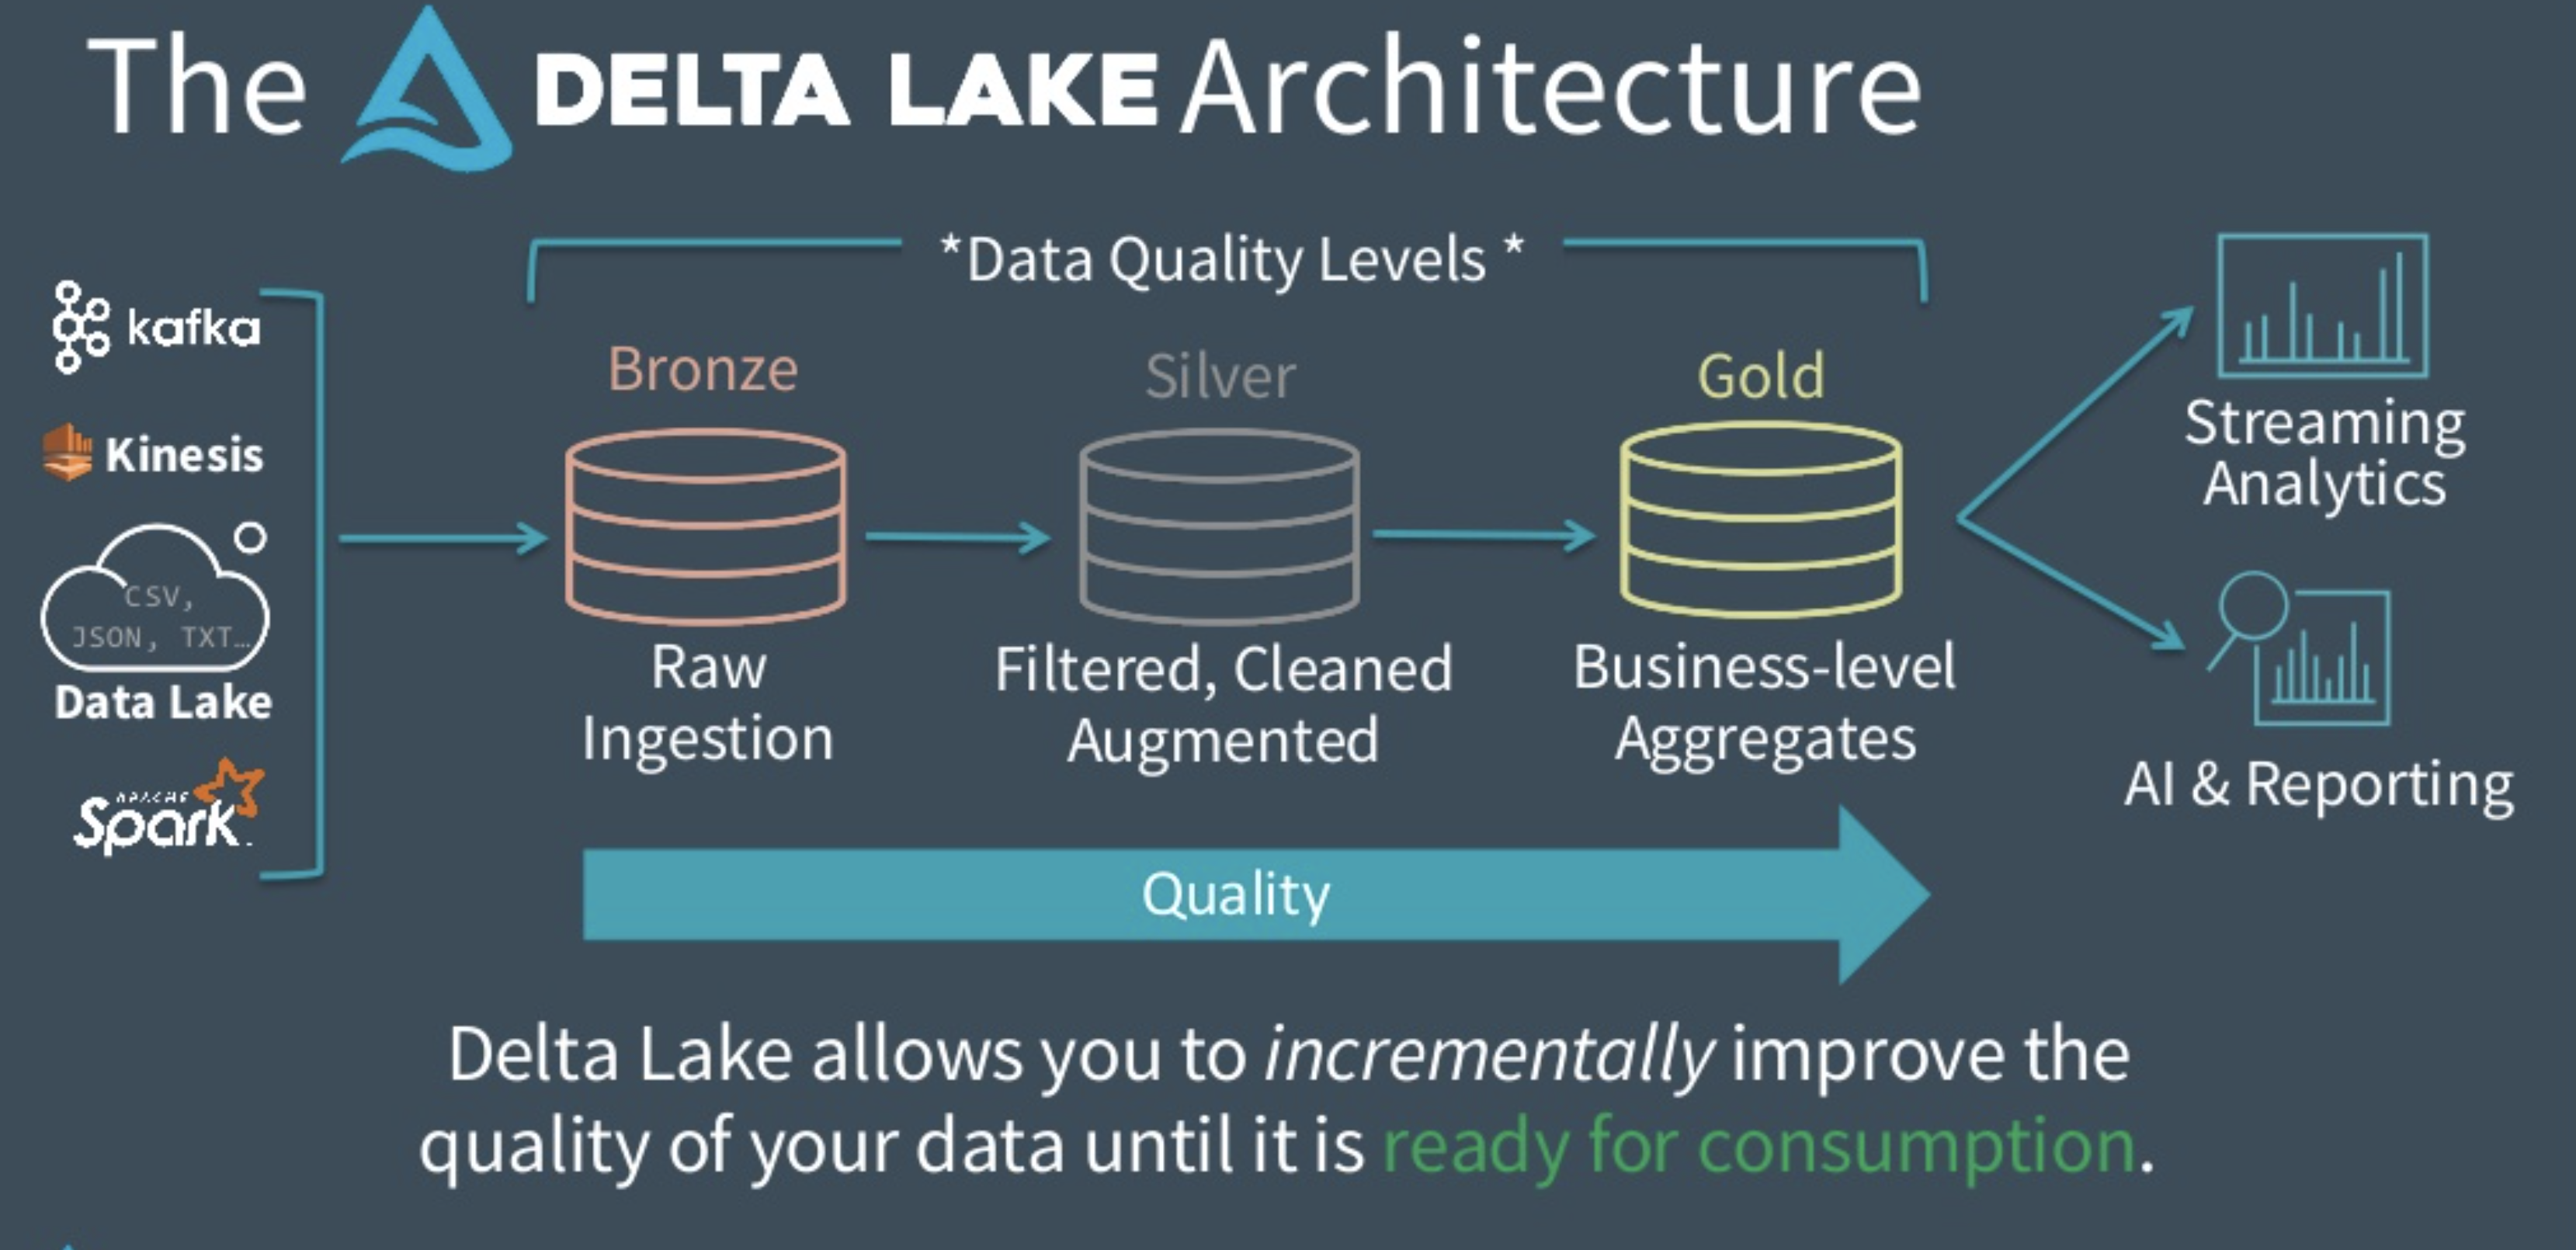 The DELTA LAKE Architecture
*Data Quality Levels *
kafka
Kinesis
CSV,
JSON, TXT…
Data Lake
APACHE
Spark
Bronze
Raw
Ingestion
Silver
Filtered, Cleaned
Augmented
Gold
Business-level
Aggregates
Streaming
Analytics
AI & Reporting
Quality
Delta Lake allows you to incrementally improve the
quality of your data until it is ready for consumption.